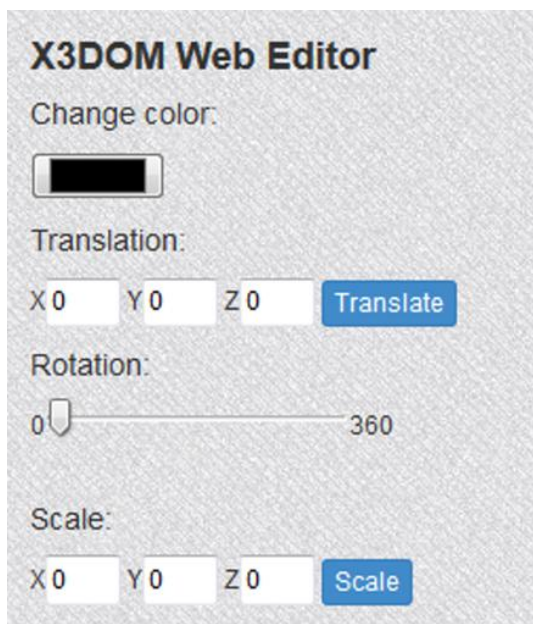 X3DOM Web Editor
Change color:
Translation:
X 0 Y 0 Z 0 Translate
Rotation:
0 360
Scale:
X 0 Y 0 Z 0 Scale